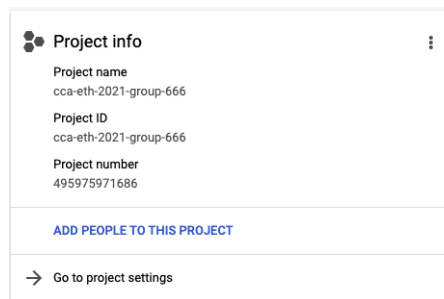 Project info
Project name
cca-eth-2021-group-666
Project ID
cca-eth-2021-group-666
Project number
495975971686
ADD PEOPLE TO THIS PROJECT
Go to project settings